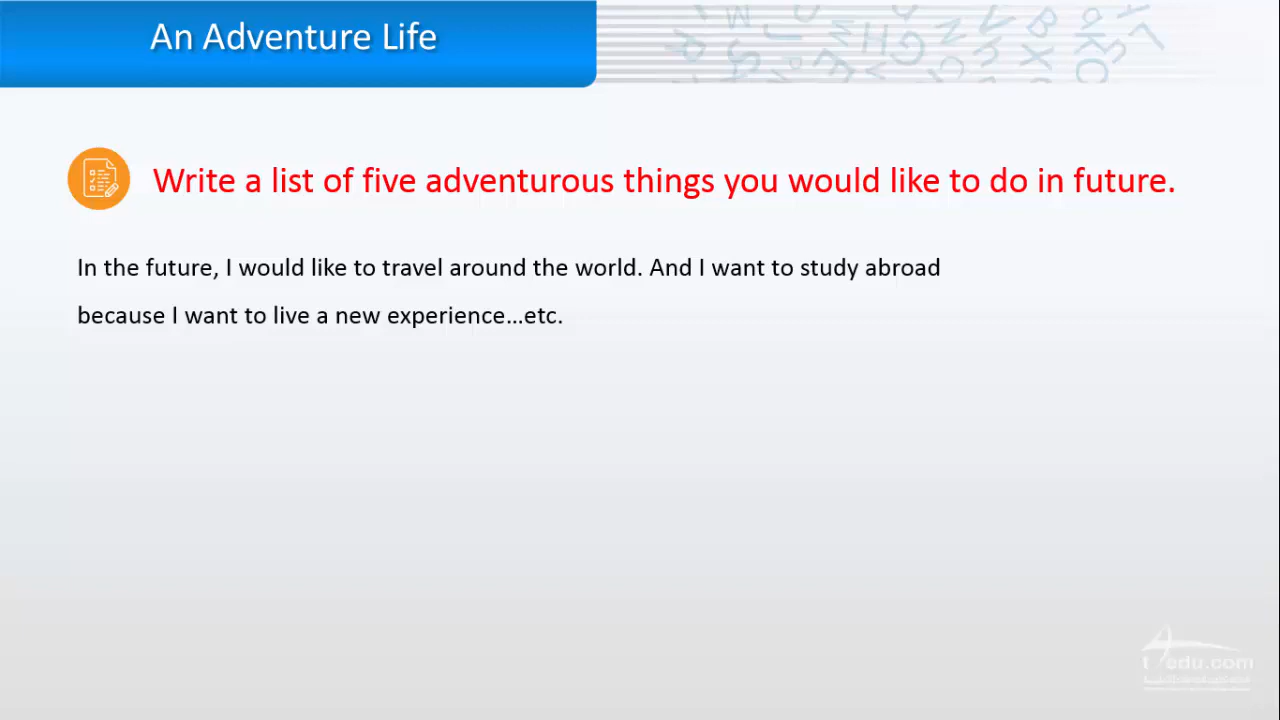 An Adventure Life
Write a list of five adventurous things you would like to do in future.
In the future, I would like to travel around the world. And I want to study abroad
because I want to live a new experience...etc.